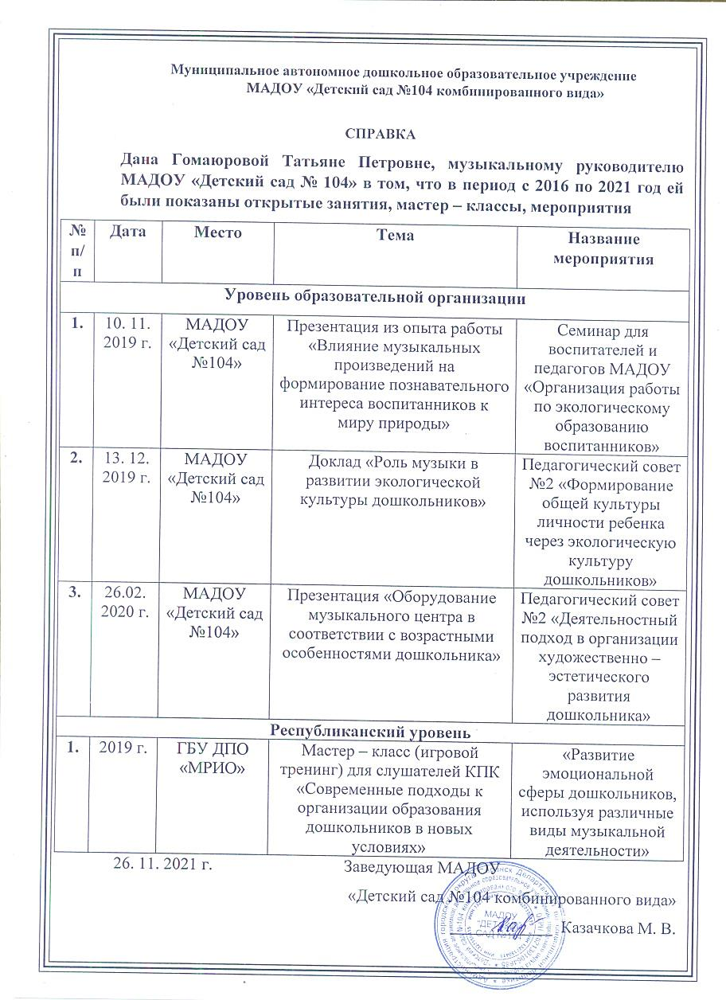 Муниципальное автономное дошкольное образовательное учреждение
МАДОУ «Детский сад №104 комбинированного вида»
СПРАВКА
Дана Гомаюровой Татьяне Петровне, музыкальному руководителю
МАДОУ «Детский сад № 104» в том, что в период с 2016 по 2021 год ей
были показаны открытые занятия, мастер – классы, мероприятия
№
п/
п
Дата
Место
Тема
Название
мероприятия
Уровень образовательной организации
1.
10. 11.
2019 г.
МАДОУ
«Детский сад
№104»
Презентация из опыта работы
«Влияние музыкальных
произведений на
формирование познавательного
интереса воспитанников к
миру природы»
Семинар для
воспитателей и
педагогов МАДОУ
«Организация работы
по экологическому
образованию
воспитанников»
2.
13. 12.
2019 г.
МАДОУ
«Детский сад
№104»
Доклад «Роль музыки в
развитии экологической
культуры дошкольников»
Педагогический совет
№2 «Формирование
общей культуры
личности ребенка
через экологическую
культуру
дошкольников»
3.
26.02.
2020 г.
МАДОУ
«Детский сад
№104»
Презентация «Оборудование
музыкального центра в
соответствии с возрастными
особенностями дошкольника»
Педагогический совет
№2 «Деятельностный
подход в организации
художественно –
эстетического
развития
дошкольника»
Республиканский уровень
1.
2019 г.
ГБУ ДПО
«МРИО»
Мастер – класс (игровой
тренинг) для слушателей КПК
«Современные подходы к
организации образования
дошкольников в новых
условиях»
«Развитие
эмоциональной
сферы дошкольников,
используя различные
виды музыкальной
деятельности»
26. 11. 2021 г.
Заведующая МАДОУ
«Детский сад №104 комбинированного вида»
Казачкова М. В.
МАДОУ